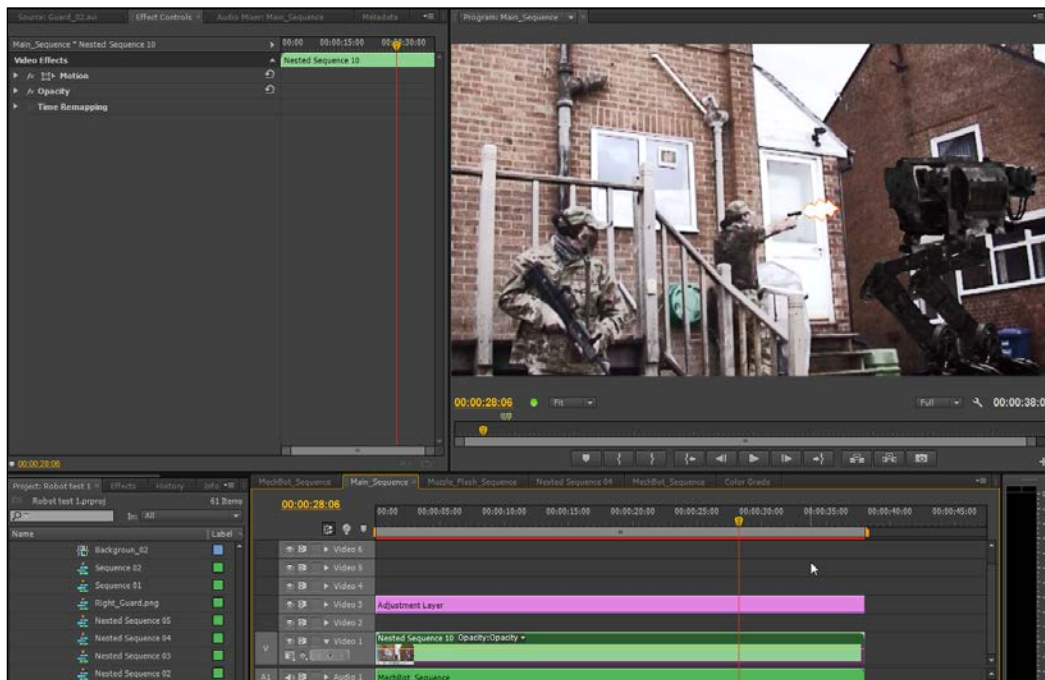 Source: Guard_02.avi
Effect Controls
Audio Mixer: Main_Sequence
Metadata
Program: Main_Sequence
Main_Sequence * Nested Sequence 10
00:00
00:00:15:00
00:00:30:00
Video Effects
Nested Sequence 10
fx Motion
fx Opacity
Time Remapping
00:00:28:06
Fit
Full
00:00:38:0
00:00:28:06
Project: Robot test 1
Effects
History
Info
Robot test 1.prproj
61 Items
In: All
Name
Label
Backgroun_02
Sequence 02
Sequence 01
Right_Guard.png
Nested Sequence 05
Nested Sequence 04
Nested Sequence 03
Nested Sequence 02
MechBot_Sequence
Main_Sequence
Muzzle_Flash_Sequence
Nested Sequence 04
MechBot_Sequence
Color Grade
00:00:28:06
00:00
00:00:05:00
00:00:10:00
00:00:15:00
00:00:20:00
00:00:25:00
00:00:30:00
00:00:35:00
00:00:40:00
00:00:45:00
Video 6
Video 5
Video 4
Video 3
Adjustment Layer
Video 2
V
Video 1
Nested Sequence 10 Opacity:Opacity
A1
Audio 1
MechBot_Sequence